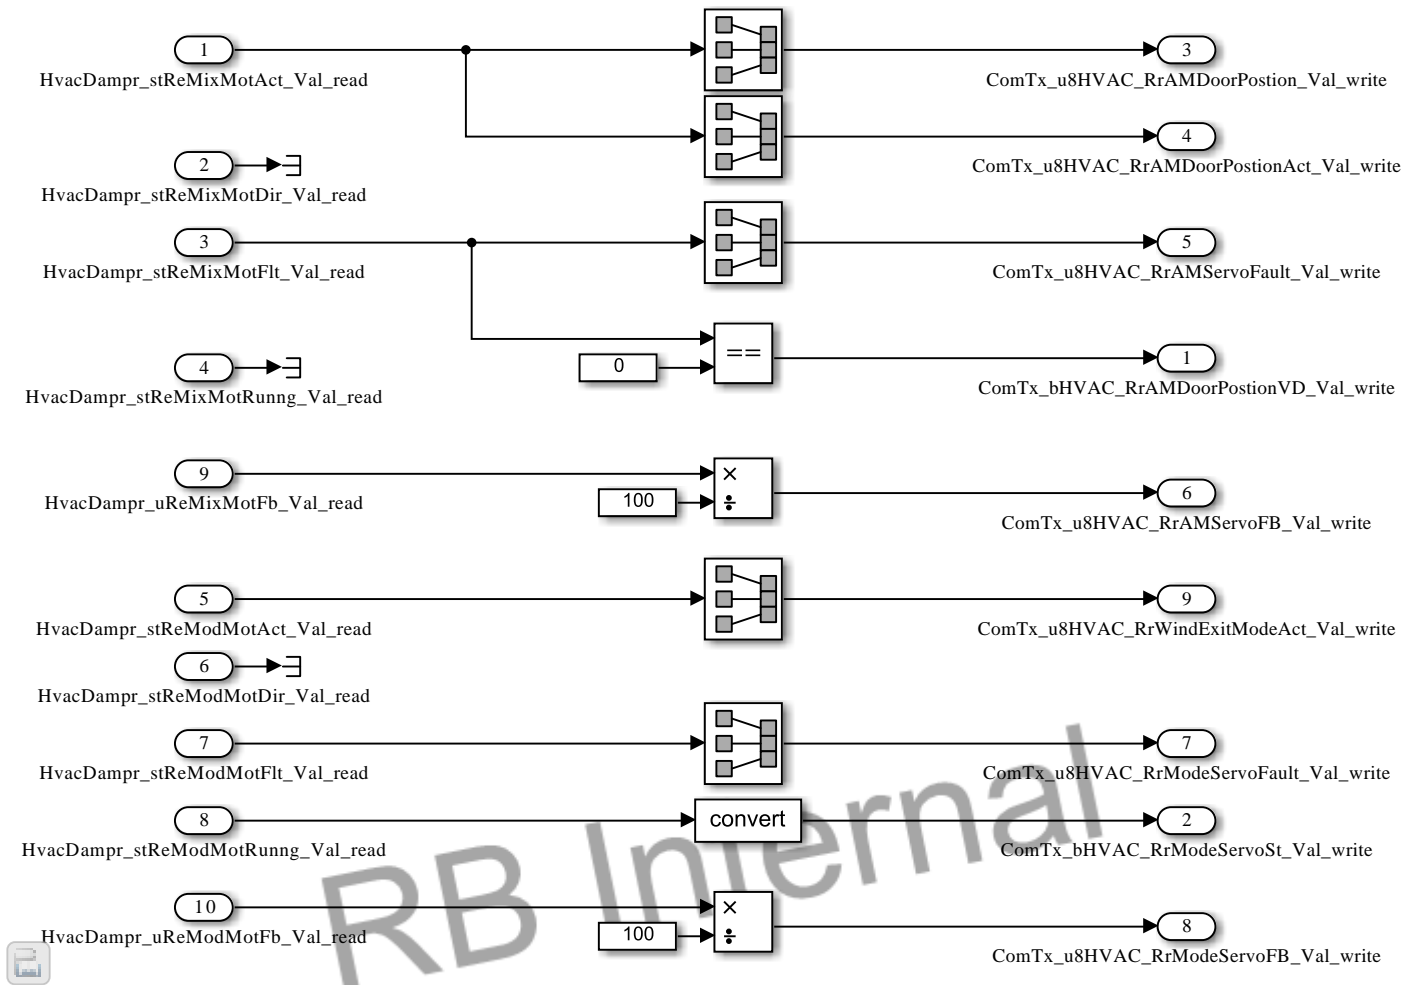 1
3
HvacDampr_stReMixMotAct_Val_read
ComTx_u8HVAC_RrAMDoorPostion_Val_write
4
2
ComTx_u8HVAC_RrAMDoorPostionAct_Val_write
HvacDampr_stReMixMotDir_Val_read
3
5
HvacDampr_stReMixMotFlt_Val_read
ComTx_u8HVAC_RrAMServoFault_Val_write
==
0
4
1
HvacDampr_stReMixMotRunng_Val_read
ComTx_bHVAC_RrAMDoorPostionVD_Val_write
9
×
100
÷
6
HvacDampr_uReMixMotFb_Val_read
ComTx_u8HVAC_RrAMServoFB_Val_write
5
9
HvacDampr_stReModMotAct_Val_read
ComTx_u8HVAC_RrWindExitModeAct_Val_write
6
HvacDampr_stReModMotDir_Val_read
7
7
HvacDampr_stReModMotFlt_Val_read
ComTx_u8HVAC_RrModeServoFault_Val_write
8
convert
2
HvacDampr_stReModMotRunng_Val_read
ComTx_bHVAC_RrModeServoSt_Val_write
RB Internal
10
×
100
÷
8
HvacDampr_uReModMotFb_Val_read
ComTx_u8HVAC_RrModeServoFB_Val_write